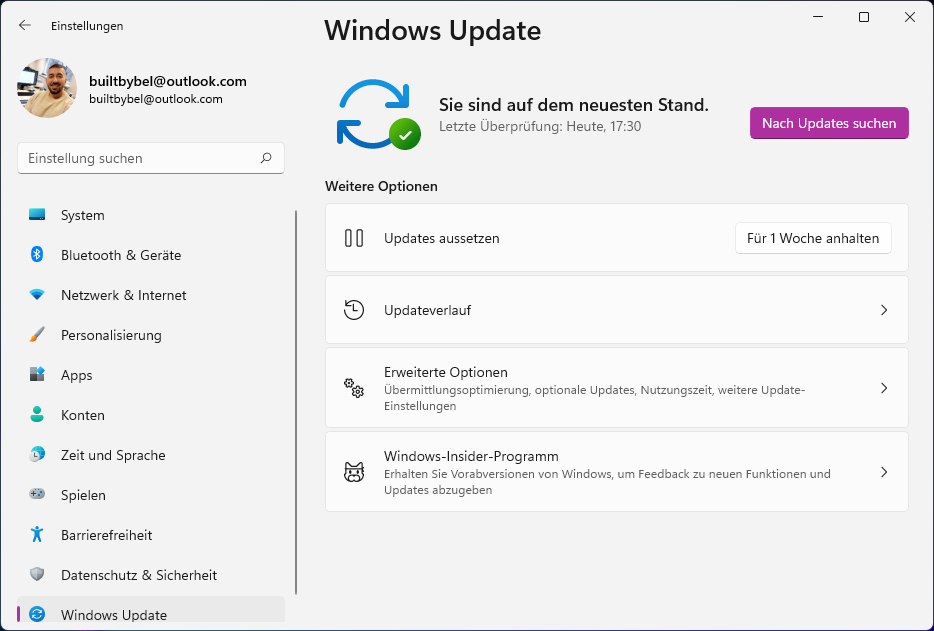 Einstellungen
builtbybel@outlook.com
builtbybel@outlook.com
Einstellung suchen
System
Bluetooth & Geräte
Netzwerk & Internet
Personalisierung
Apps
Konten
Zeit und Sprache
Spielen
Barrierefreiheit
Datenschutz & Sicherheit
Windows Update
Windows Update
Sie sind auf dem neuesten Stand.
Letzte Überprüfung: Heute, 17:30
Nach Updates suchen
Weitere Optionen
Updates aussetzen
Für 1 Woche anhalten
Updateverlauf
Erweiterte Optionen
Übermittlungsoptimierung, optionale Updates, Nutzungszeit, weitere Update-
Einstellungen
Windows-Insider-Programm
Erhalten Sie Vorabversionen von Windows, um Feedback zu neuen Funktionen und
Updates abzugeben